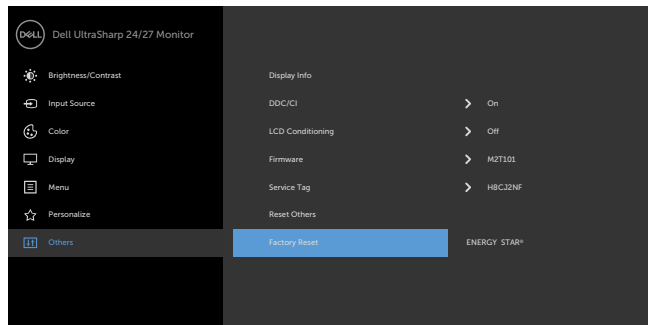 DELL Dell UltraSharp 24/27 Monitor
Brightness/Contrast Display Info
Input Source DDC/CI On
Color LCD Conditioning Off
Display Firmware M2T101
Menu Service Tag H8CJ2NF
Personalize Reset Others
Others Factory Reset ENERGY STAR®